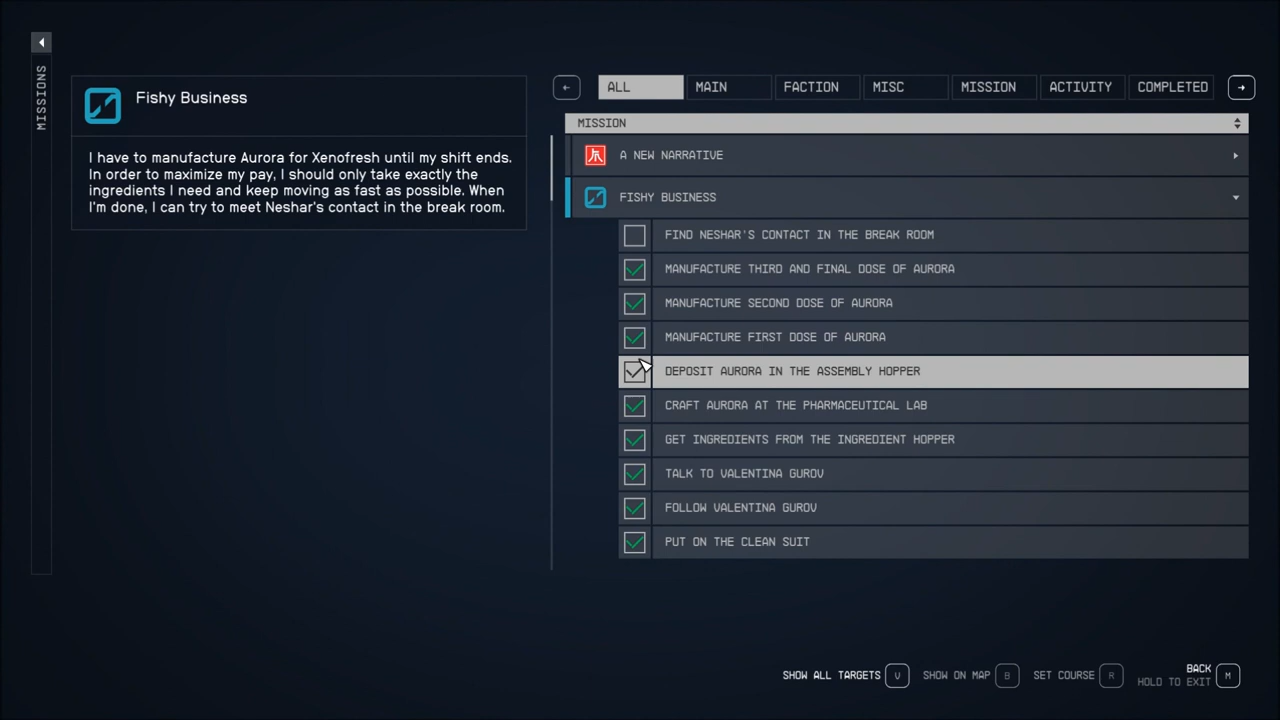 MISSIONS
Fishy Business
I have to manufacture Aurora for Xenofresh until my shift ends.
In order to maximize my pay, I should only take exactly the
ingredients I need and keep moving as fast as possible. When
I'm done, I can try to meet Neshar's contact in the break room.
ALL MAIN FACTION MISC MISSION ACTIVITY COMPLETED
MISSION
A NEW NARRATIVE
FISHY BUSINESS
FIND NESHAR'S CONTACT IN THE BREAK ROOM
MANUFACTURE THIRD AND FINAL DOSE OF AURORA
MANUFACTURE SECOND DOSE OF AURORA
MANUFACTURE FIRST DOSE OF AURORA
DEPOSIT AURORA IN THE ASSEMBLY HOPPER
CRAFT AURORA AT THE PHARMACEUTICAL LAB
GET INGREDIENTS FROM THE INGREDIENT HOPPER
TALK TO VALENTINA GUROV
FOLLOW VALENTINA GUROV
PUT ON THE CLEAN SUIT
SHOW ALL TARGETS V SHOW ON MAP B SET COURSE R BACK M
HOLD TO EXIT